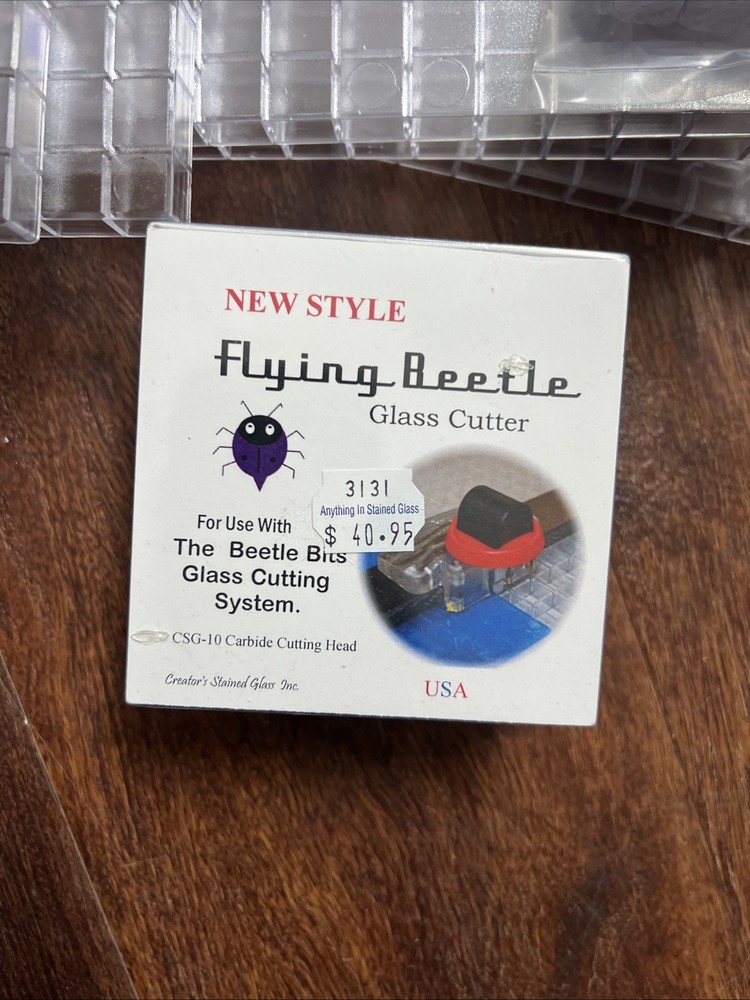 NEW STYLE
Flying Beetle
Glass Cutter
3131
Anything In Stained Glass
$ 40.95
For Use With
The Beetle Bits
Glass Cutting
System.
CSG-10 Carbide Cutting Head
Creator's Stained Glass Inc.
USA